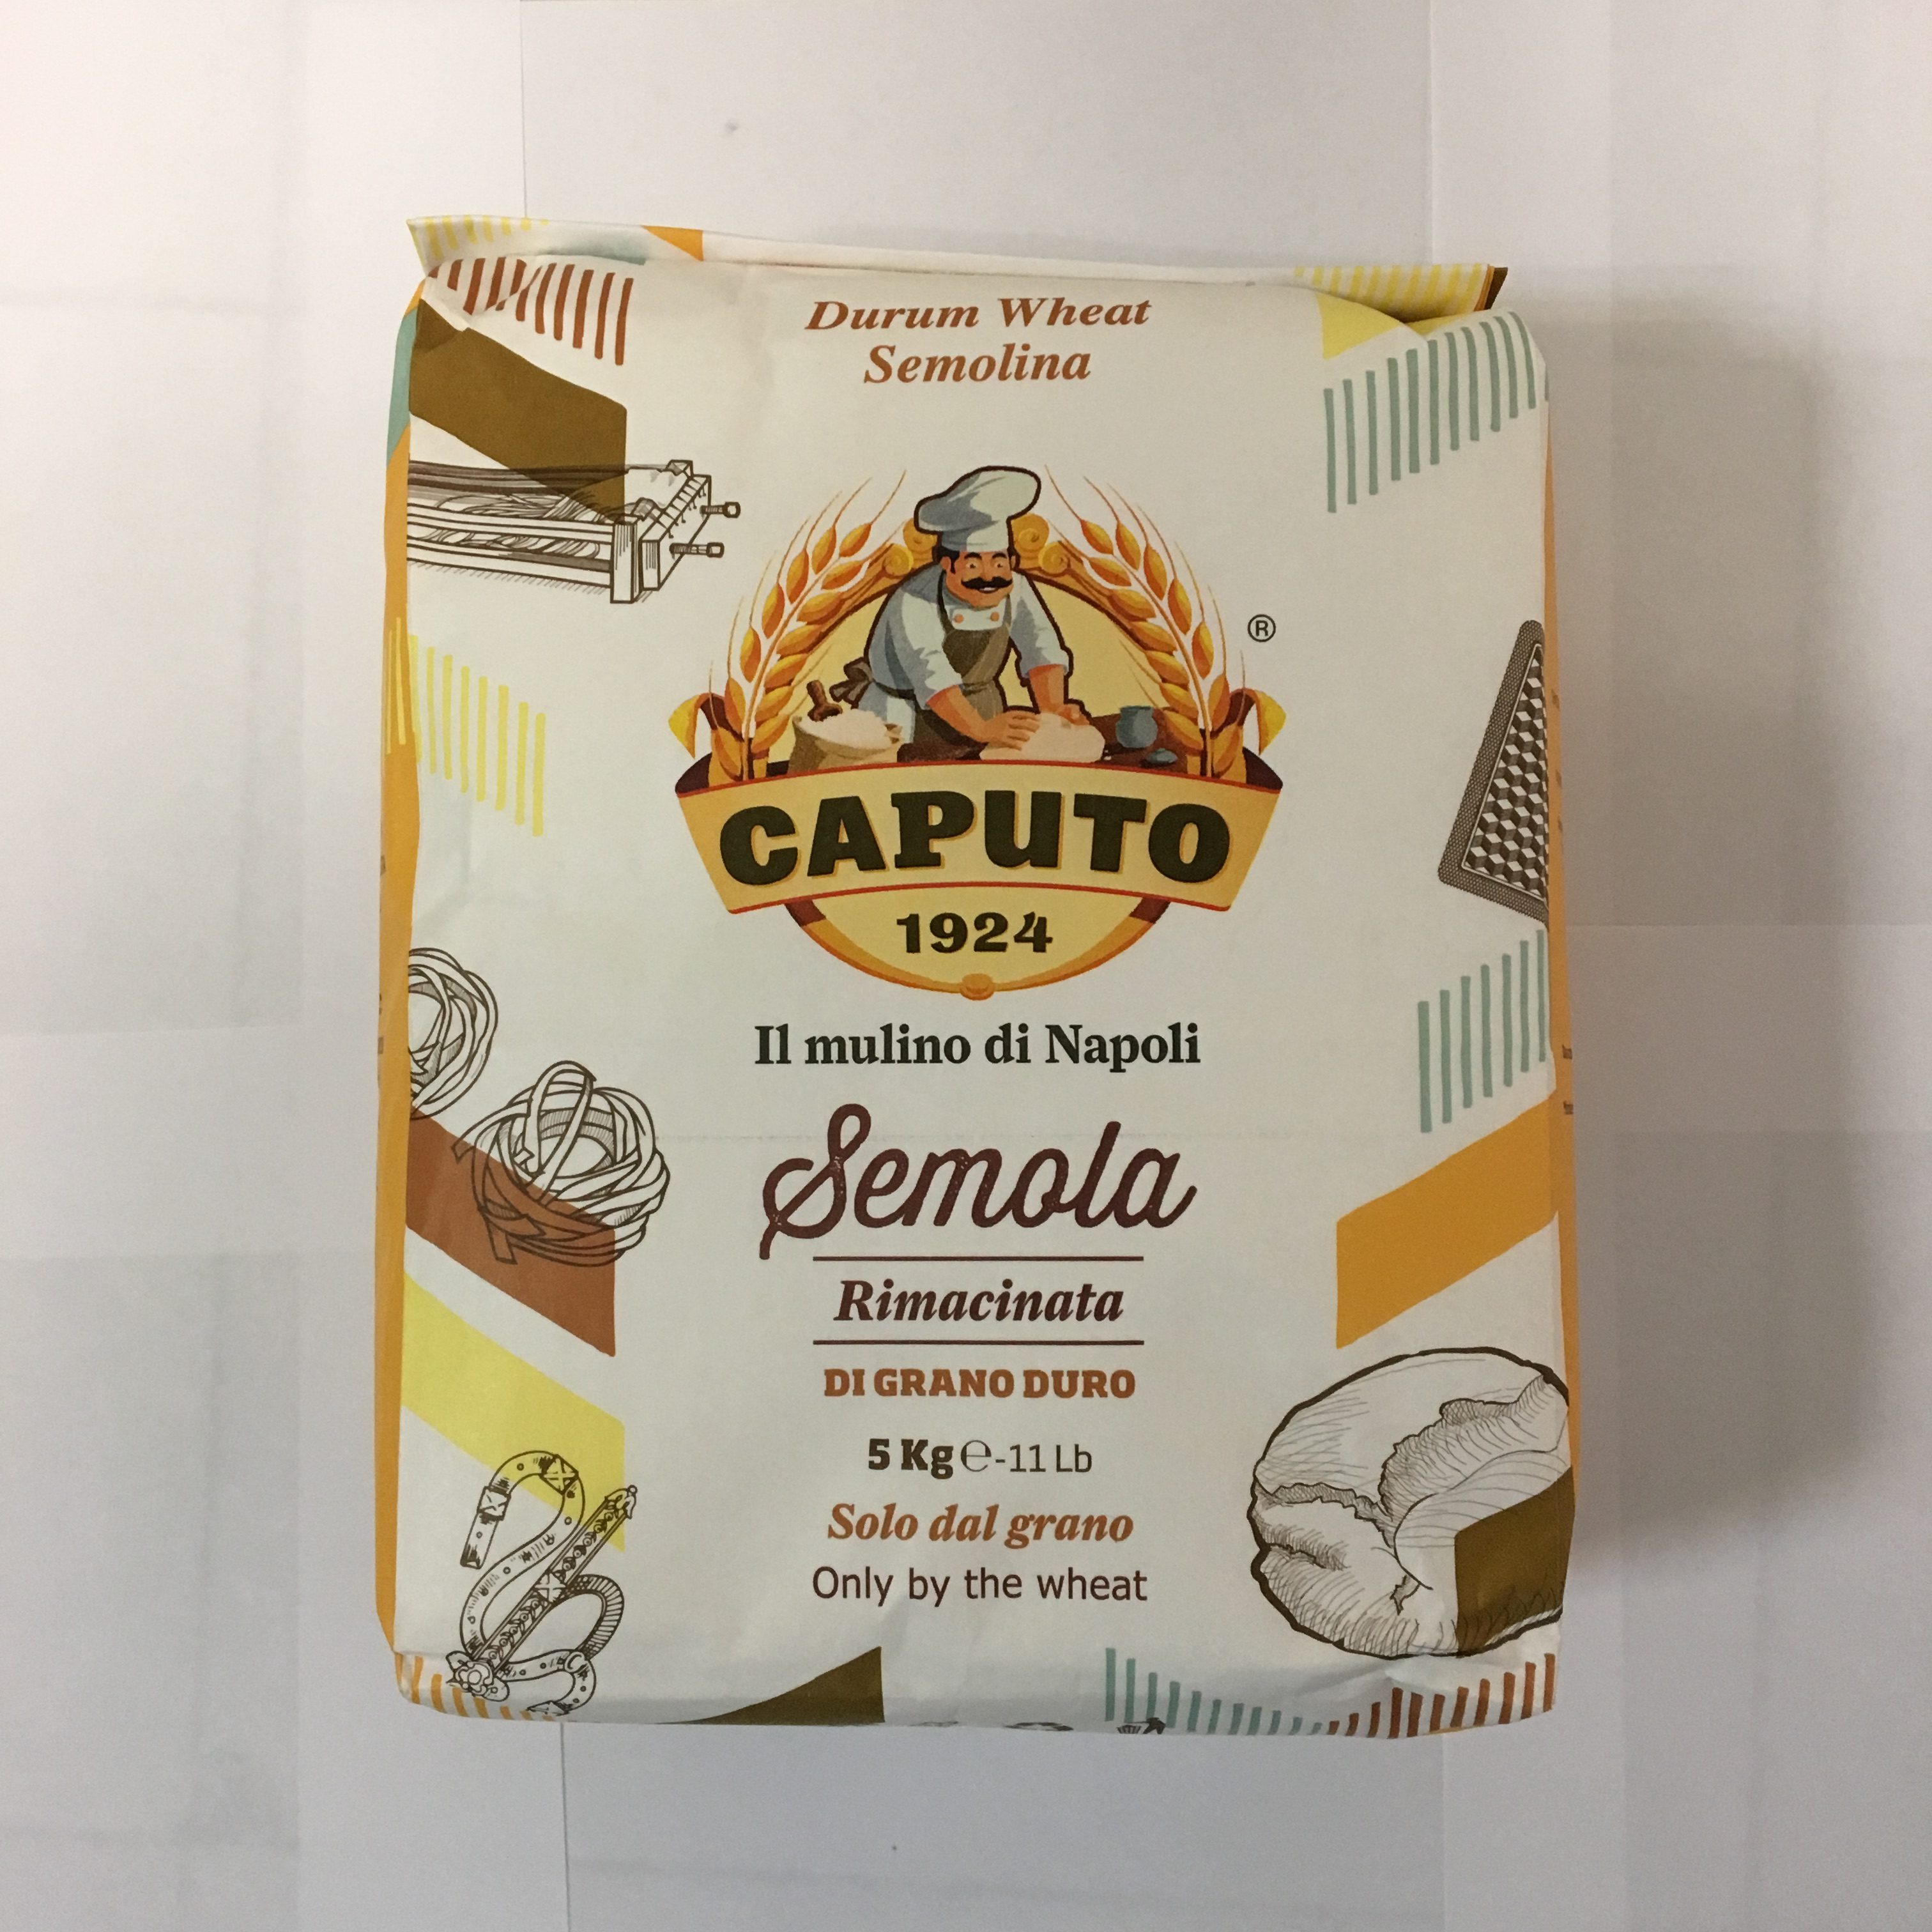 Durum Wheat
Semolina
®
CAPUTO
1924
Il mulino di Napoli
Semola
Rimacinata
DI GRANO DURO
5 Kg ℮ - 11 Lb
Solo dal grano
Only by the wheat